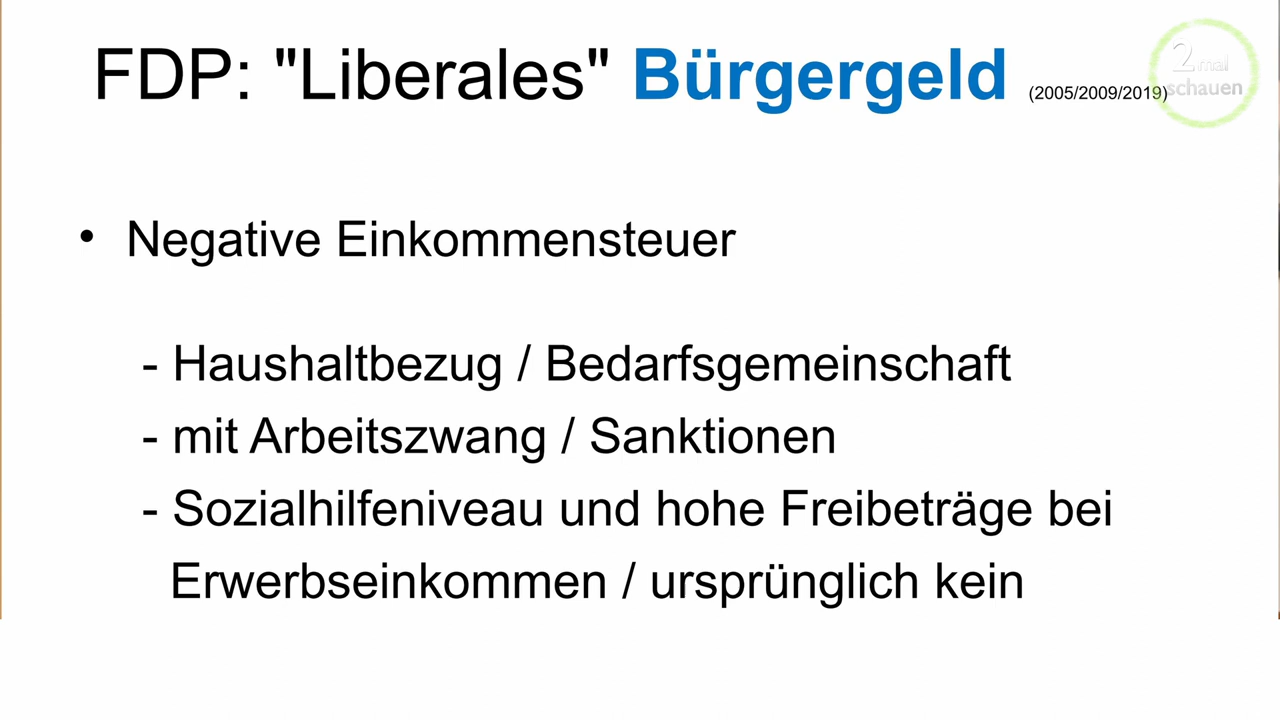 FDP: "Liberales" Bürgergeld (2005/2009/2019)
2 mal
schauen
• Negative Einkommensteuer
- Haushaltbezug / Bedarfsgemeinschaft
- mit Arbeitszwang / Sanktionen
- Sozialhilfeniveau und hohe Freibeträge bei
Erwerbseinkommen / ursprünglich kein